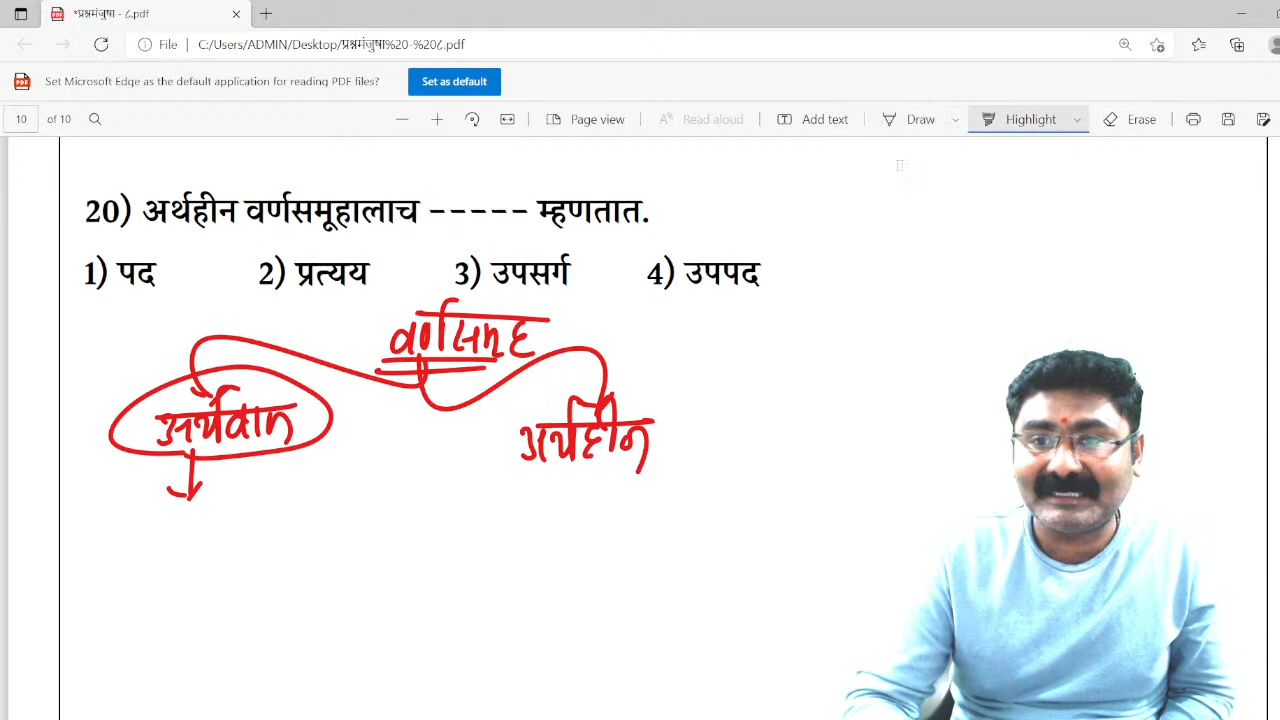 *प्रश्नमंजुषा - ८.pdf
File C:/Users/ADMIN/Desktop/प्रश्नमंजुषा%20-%20८.pdf
Set Microsoft Edge as the default application for reading PDF files? Set as default
10 of 10 Page view Read aloud Add text Draw Highlight Erase
20) अर्थहीन वर्णसमूहालाच ----- म्हणतात.
1) पद 2) प्रत्यय 3) उपसर्ग 4) उपपद
वर्णसमुह
अर्थवान अर्थहीन